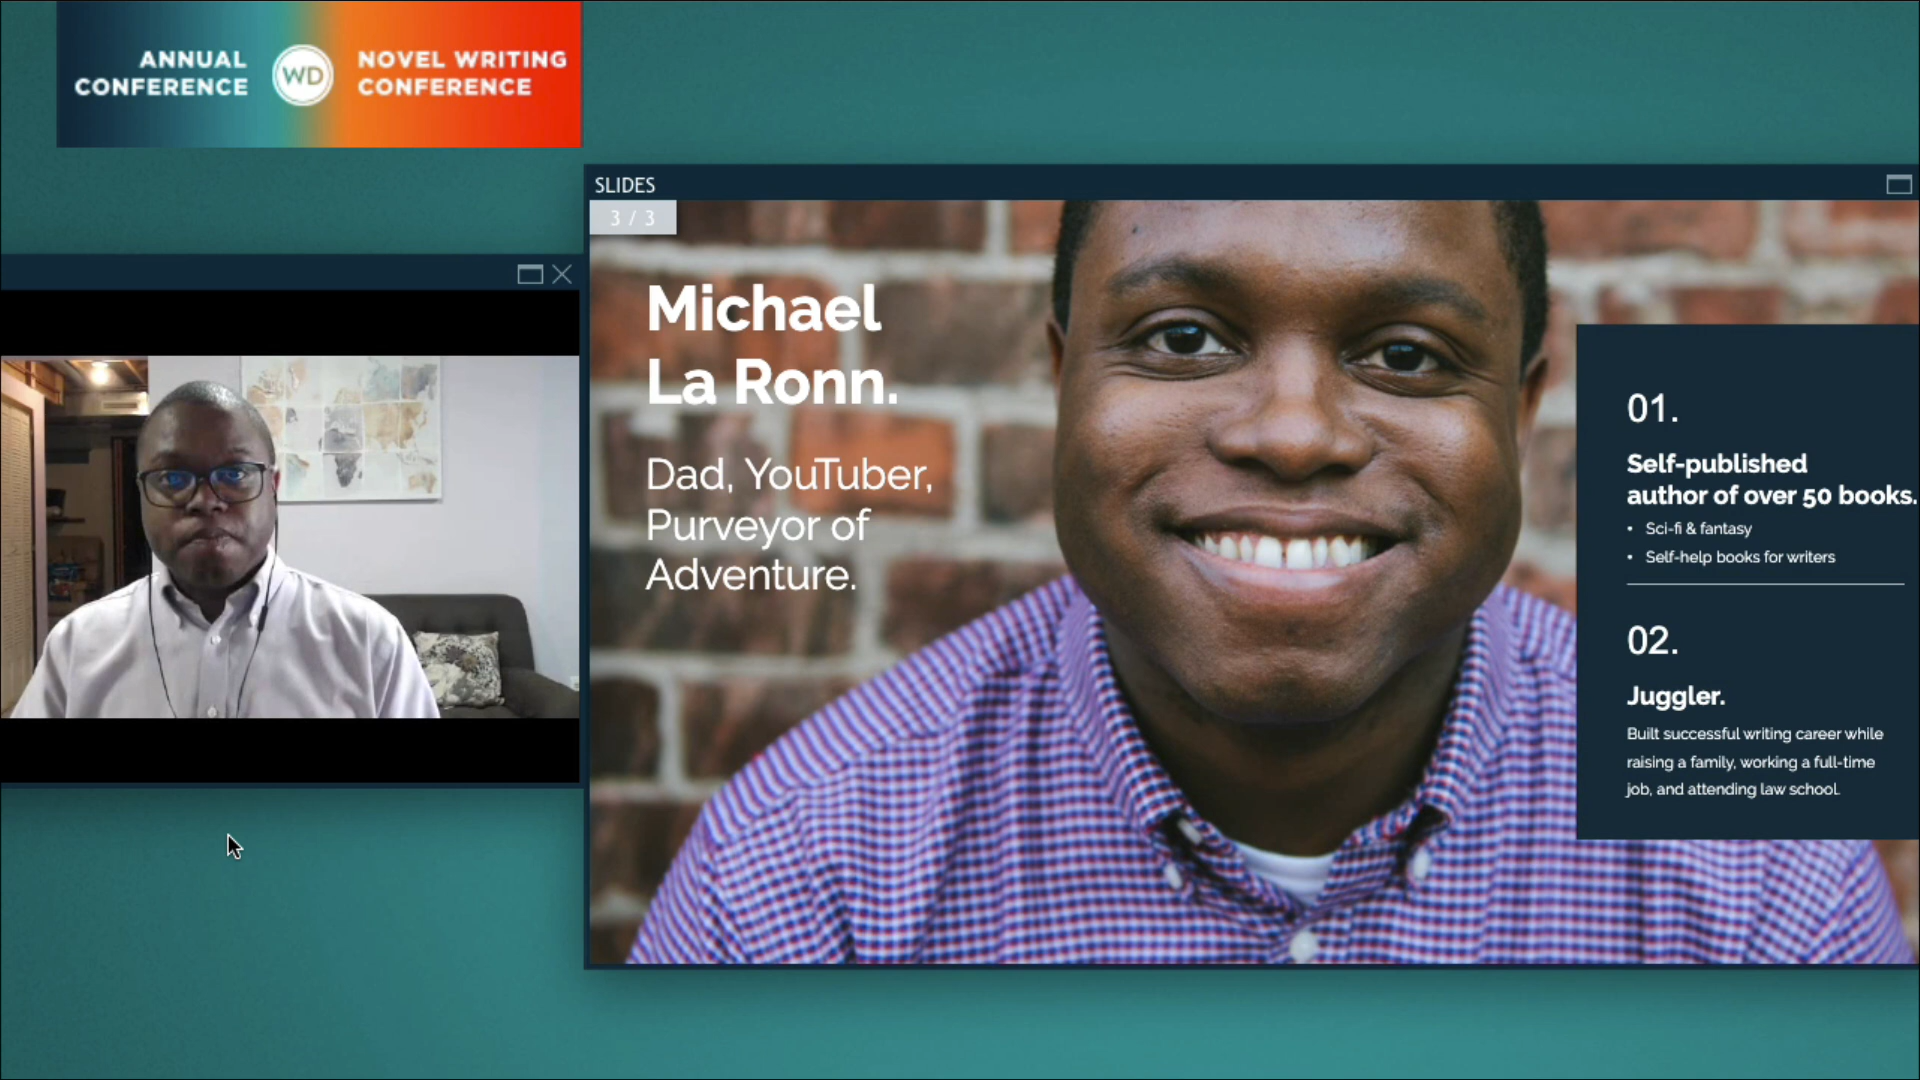 ANNUAL
CONFERENCE
WD
NOVEL WRITING
CONFERENCE
SLIDES
3 / 3
Michael
La Ronn.
Dad, YouTuber,
Purveyor of
Adventure.
01.
Self-published
author of over 50 books.
• Sci-fi & fantasy
• Self-help books for writers
02.
Juggler.
Built successful writing career while
raising a family, working a full-time
job, and attending law school.